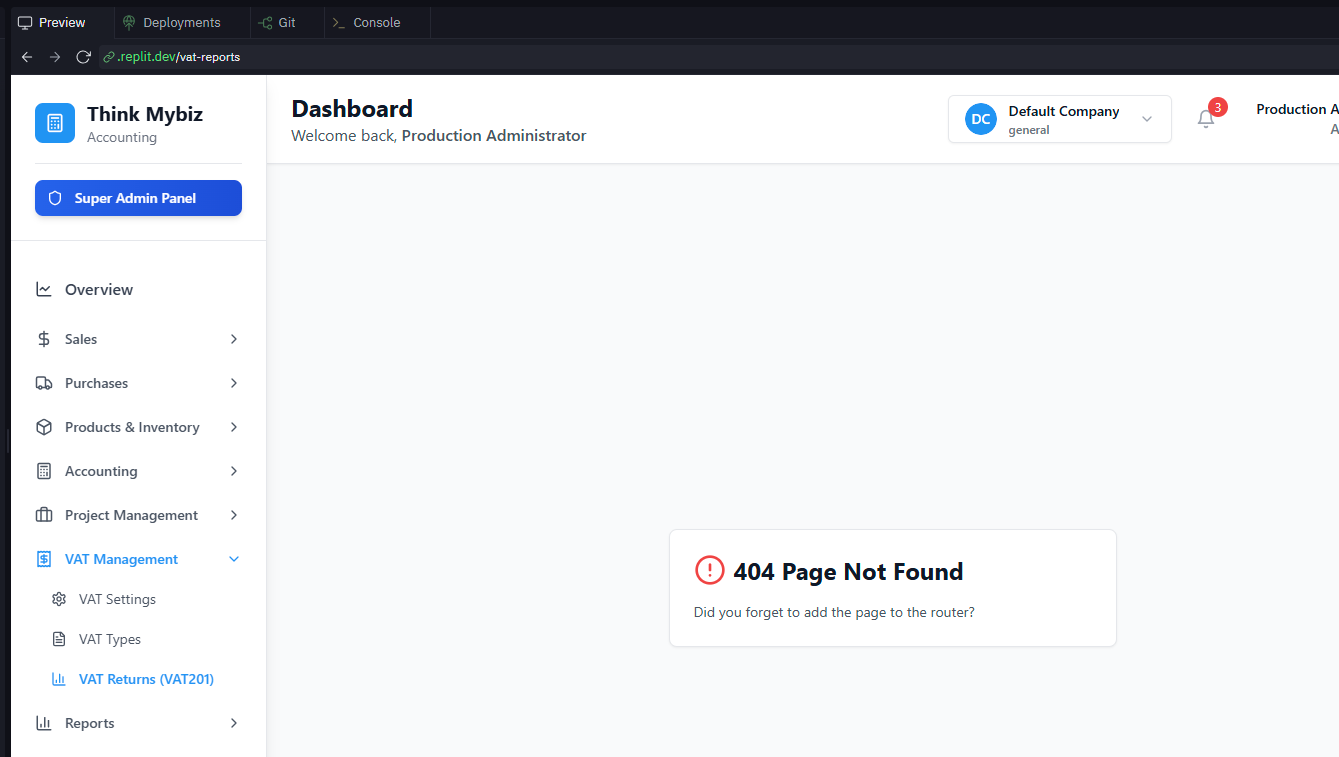 Preview
Deployments
Git
Console
.replit.dev/vat-reports
Think Mybiz
Accounting
Super Admin Panel
Overview
Sales
Purchases
Products & Inventory
Accounting
Project Management
VAT Management
VAT Settings
VAT Types
VAT Returns (VAT201)
Reports
Dashboard
Welcome back, Production Administrator
DC
Default Company
general
3
Production A
A
404 Page Not Found
Did you forget to add the page to the router?